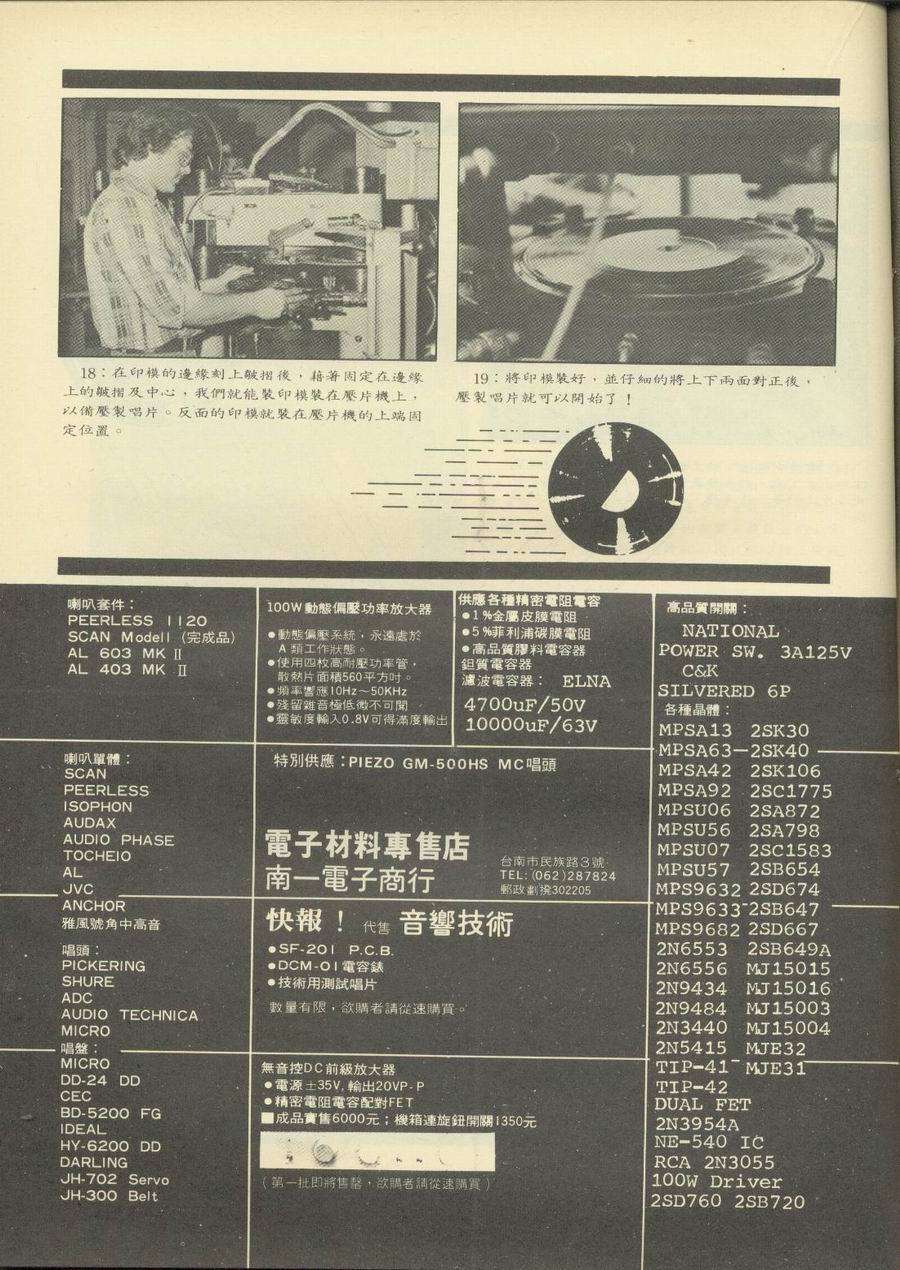 18：在印模的邊緣刻上皺摺後，藉著固定在邊緣
上的皺摺及中心，我們就能裝印模裝在壓片機上，
以備壓製唱片。反面的印模就裝在壓片機的上端固
定位置。
19：將印模裝好，並仔細的將上下兩面對正後，
壓製唱片就可以開始了！
喇叭套件：
PEERLESS 1120
SCAN Modell (完成品)
AL 603 MK Ⅱ
AL 403 MK Ⅱ
100W動態偏壓功率放大器
●動態偏壓系統，永遠處於
A類工作狀態。
●使用四枚高耐壓功率管，
散熱片面積560平方吋。
●頻率響應10Hz～50KHz
●殘留雜音極低微不可聞
●靈敏度輸入0.8V可得滿度輸出
供應各種精密電阻電容
●1%金屬皮膜電阻
●5%菲利浦碳膜電阻
●高品質膠料電容器
鉭質電容器
濾波電容器： ELNA
4700uF/50V
10000uF/63V
高品質開關：
NATIONAL
POWER SW. 3A125V
C&K
SILVERED 6P
各種晶體：
MPSA13 2SK30
MPSA63 2SK40
MPSA42 2SK106
MPSA92 2SC1775
MPSU06 2SA872
MPSU56 2SA798
MPSU07 2SC1583
MPSU57 2SB654
MPS9632 2SD674
MPS9633 2SB647
MPS9682 2SD667
2N6553 2SB649A
2N6556 MJ15015
2N9434 MJ15016
2N9484 MJ15003
2N3440 MJ15004
2N5415 MJE32
TIP-41 MJE31
TIP-42
DUAL FET
2N3954A
NE-540 IC
RCA 2N3055
100W Driver
2SD760 2SB720
喇叭單體：
SCAN
PEERLESS
ISOPHON
AUDAX
AUDIO PHASE
TOCHEIO
AL
JVC
ANCHOR
雅風號角中高音
唱頭：
PICKERING
SHURE
ADC
AUDIO TECHNICA
MICRO
唱盤：
MICRO
DD-24 DD
CEC
BD-5200 FG
IDEAL
HY-6200 DD
DARLING
JH-702 Servo
JH-300 Belt
特別供應：PIEZO GM-500HS MC唱頭
電子材料專售店
南一電子商行
台南市民族路3號
TEL: (062)287824
郵政劃撥302205
快報！ 代售 音響技術
●SF-201 P.C.B.
●DCM-01電容錶
●技術用測試唱片
數量有限，欲購者請從速購買。
無音控DC前級放大器
●電源±35V, 輸出20VP-P
●精密電阻電容配對FET
■成品實售6000元；機箱連旋鈕開關1350元
(第一批即將售罄，欲購者請從速購買)